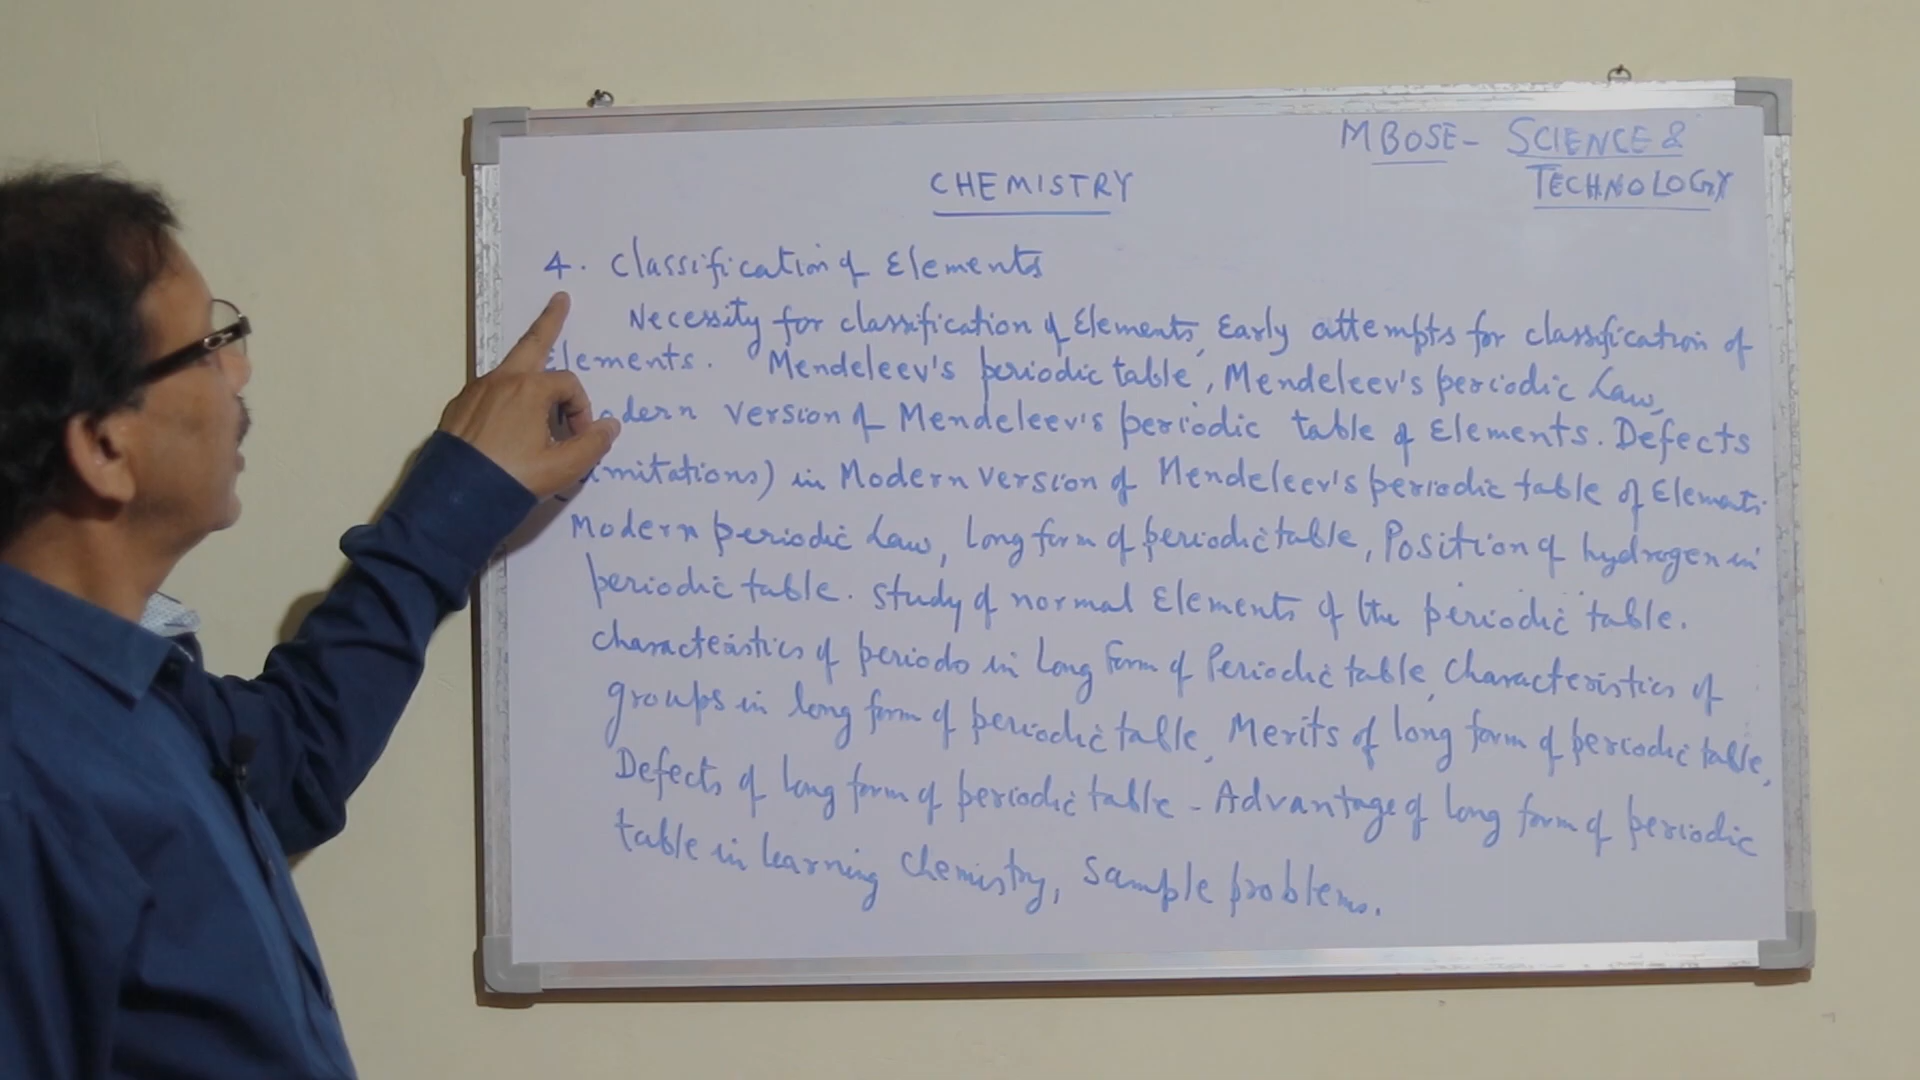 MBOSE- SCIENCE &
TECHNOLOGY
CHEMISTRY
4. Classification of Elements
Necessity for classification of Elements, Early attempts for classification of
Elements. Mendeleev's periodic table, Mendeleev's periodic Law,
odern version of Mendeleev's periodic table of Elements. Defects
imitations) in Modern version of Mendeleev's periodic table of Elements.
Modern periodic Law, Long form of periodic table, Position of hydrogen in
periodic table. Study of normal Elements of the periodic table.
characteristics of periods in Long Form of Periodic table, Characteristics of
groups in long form of periodic table, Merits of long form of periodic table,
Defects of long form of periodic table - Advantage of long form of periodic
table in learning chemistry, Sample problems.